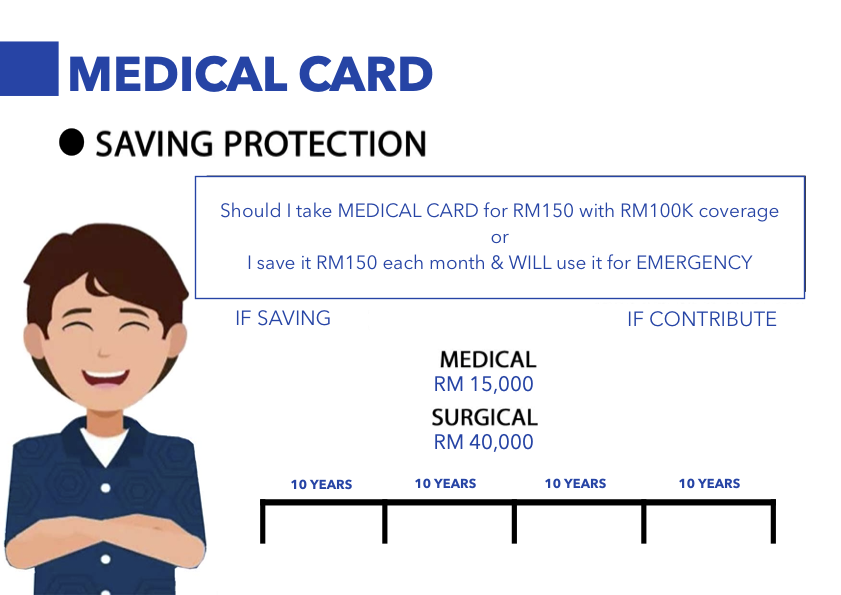 MEDICAL CARD
SAVING PROTECTION
Should I take MEDICAL CARD for RM150 with RM100K coverage
or
I save it RM150 each month & WILL use it for EMERGENCY
IF SAVING
IF CONTRIBUTE
MEDICAL
RM 15,000
SURGICAL
RM 40,000
10 YEARS
10 YEARS
10 YEARS
10 YEARS